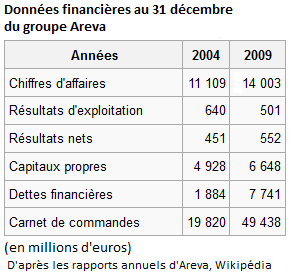 Données financières au 31 décembre
du groupe Areva
Années 2004 2009
Chiffres d'affaires 11 109 14 003
Résultats d'exploitation 640 501
Résultats nets 451 552
Capitaux propres 4 928 6 648
Dettes financières 1 884 7 741
Carnet de commandes 19 820 49 438
(en millions d'euros)
D'après les rapports annuels d'Areva, Wikipédia